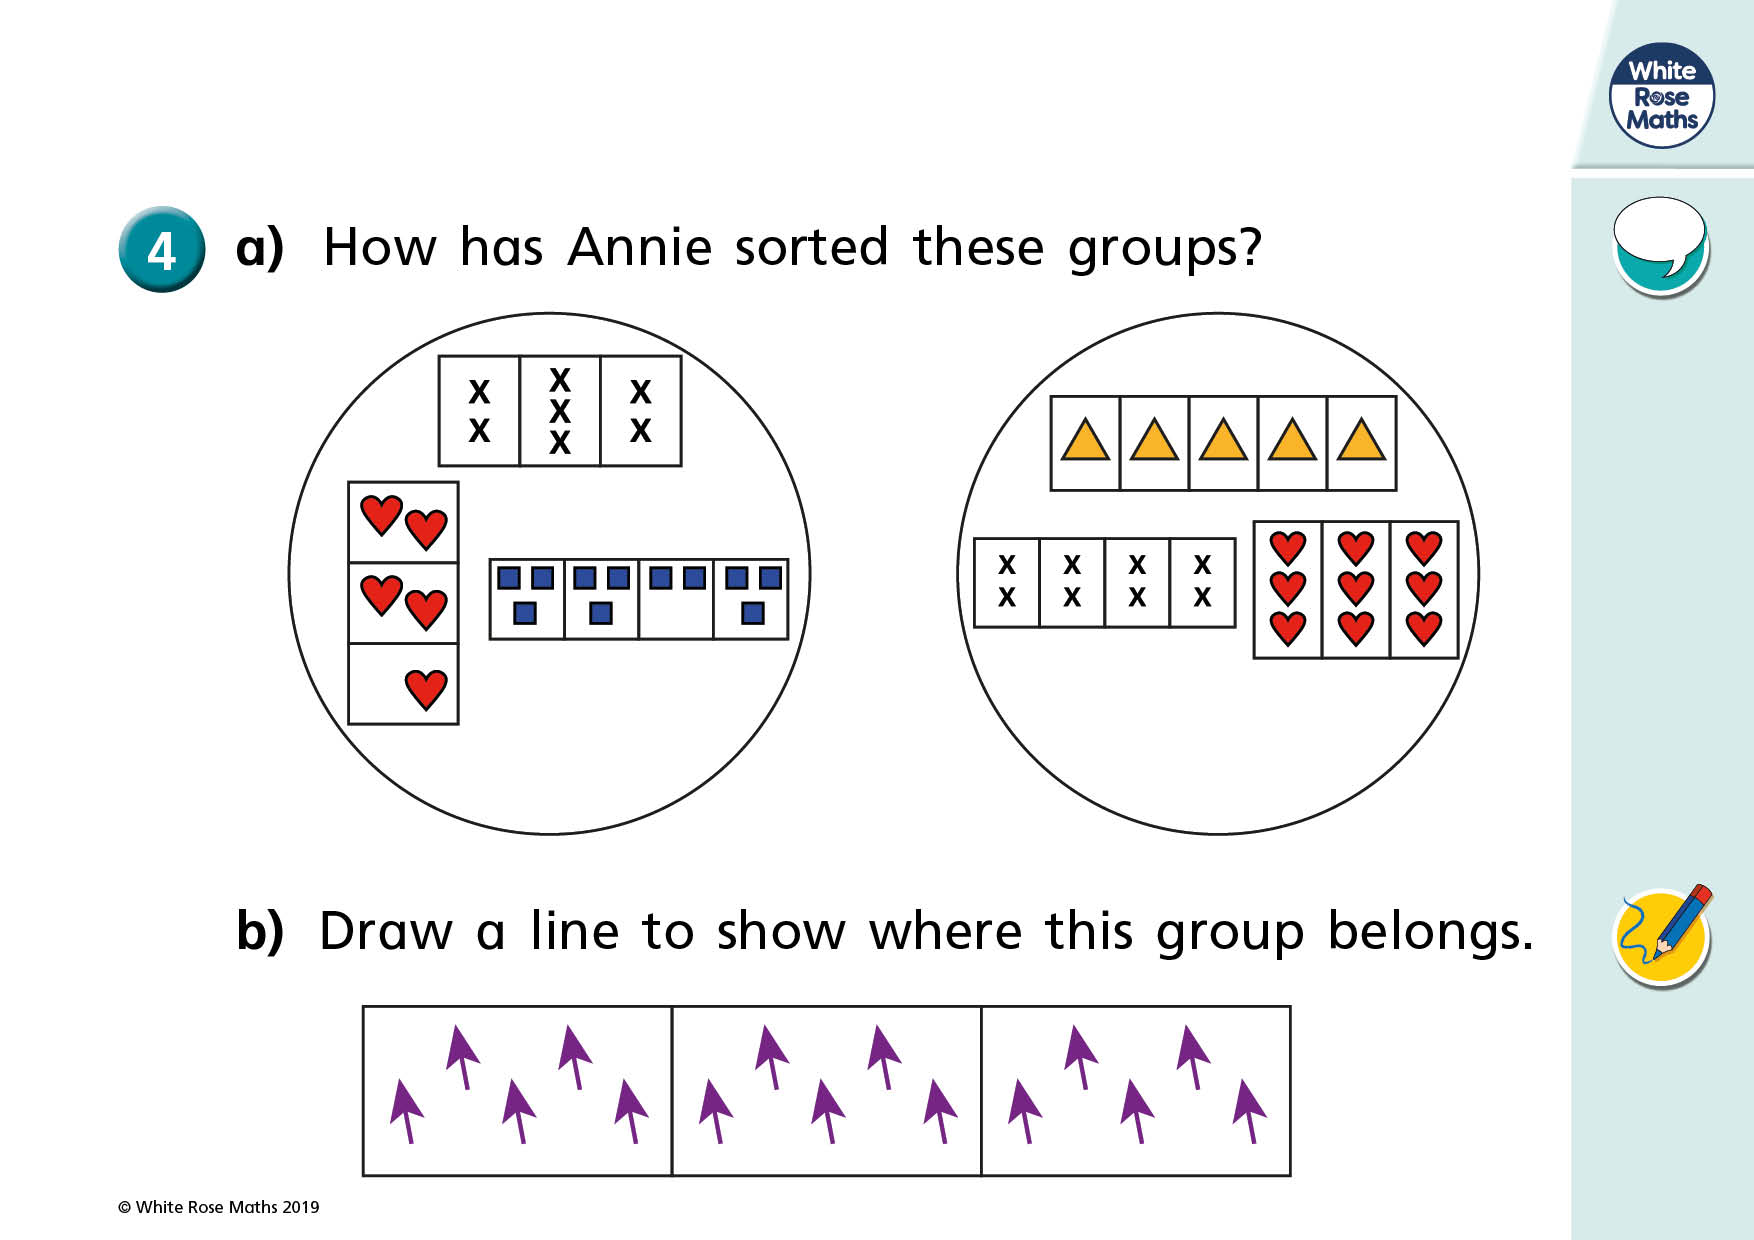 White
Rose
Maths
4 a) How has Annie sorted these groups?
X X X
X X X
X
X X X X
X X X X
b) Draw a line to show where this group belongs.
© White Rose Maths 2019